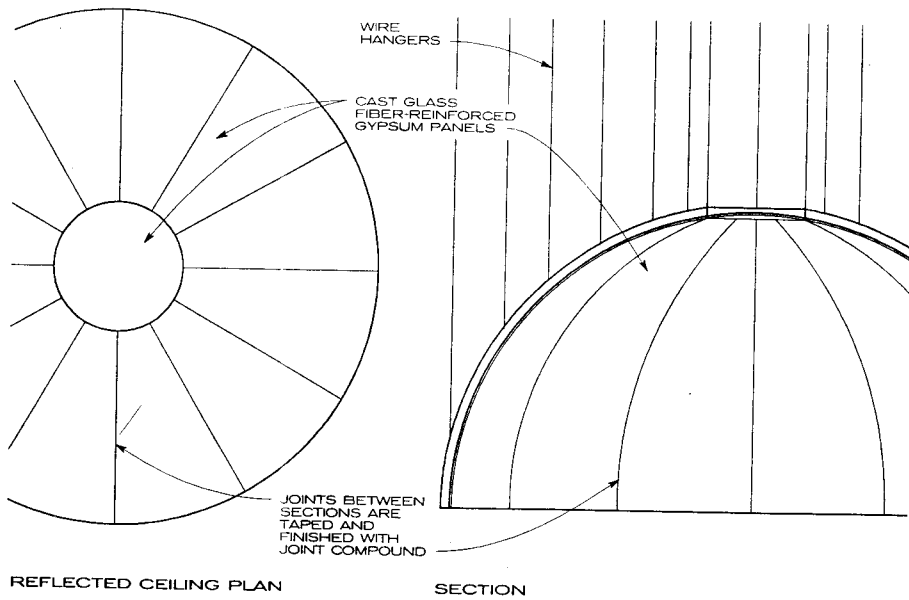 WIRE
HANGERS
CAST GLASS
FIBER-REINFORCED
GYPSUM PANELS
JOINTS BETWEEN
SECTIONS ARE
TAPED AND
FINISHED WITH
JOINT COMPOUND
REFLECTED CEILING PLAN
SECTION